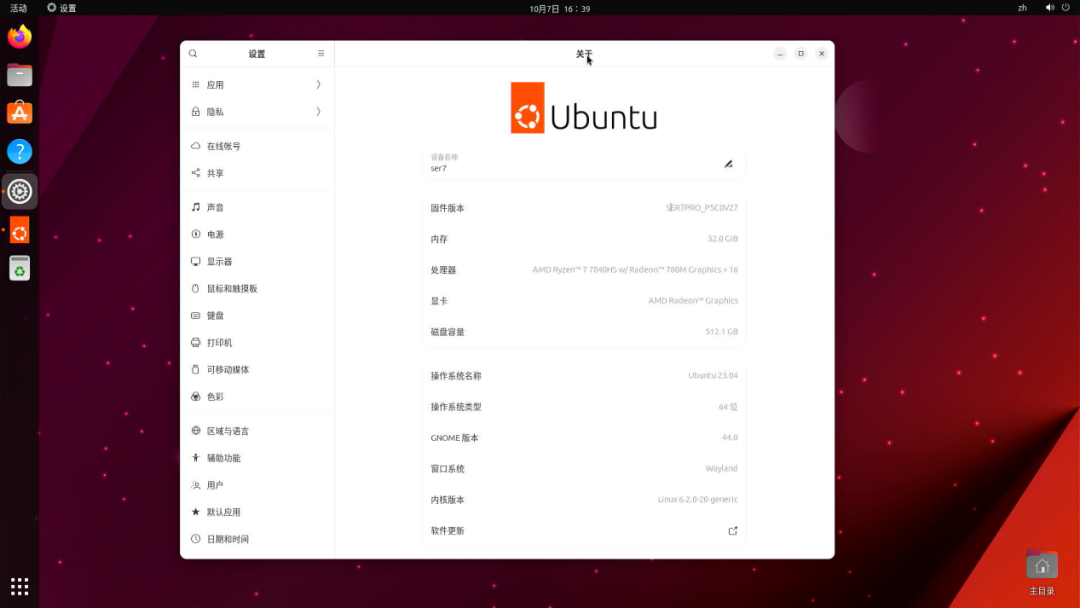 活动 设置 10月7日 16：39 zh
设置 关于
应用
隐私
在线帐号
共享
声音
电源
显示器
鼠标和触摸板
键盘
打印机
可移动媒体
色彩
区域与语言
辅助功能
用户
默认应用
日期和时间
Ubuntu
设备名称
ser7
固件版本 SER7PRO_P5C8V27
内存 32.0 GiB
处理器 AMD Ryzen™ 7 7840HS w/ Radeon™ 780M Graphics × 16
显卡 AMD Radeon™ Graphics
磁盘容量 512.1 GB
操作系统名称 Ubuntu 23.04
操作系统类型 64 位
GNOME 版本 44.0
窗口系统 Wayland
内核版本 Linux 6.2.0-20-generic
软件更新
主目录